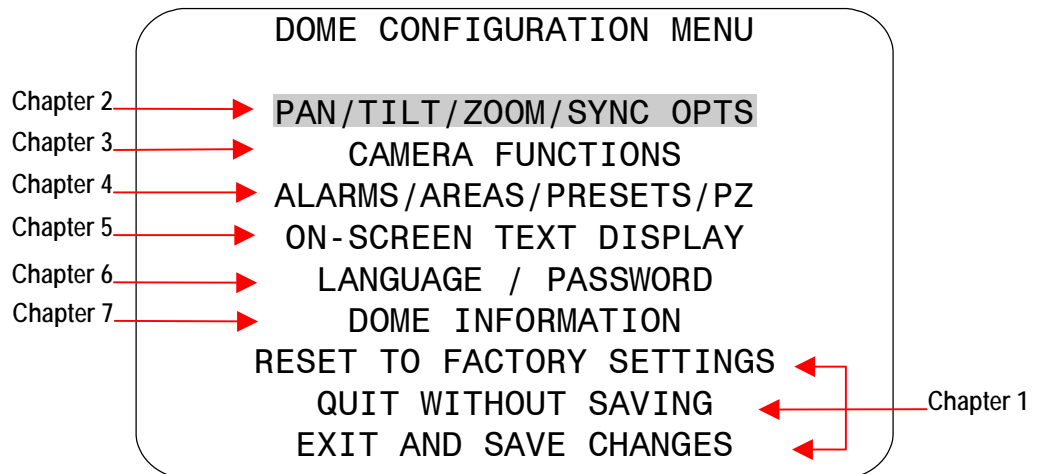 DOME CONFIGURATION MENU
Chapter 2
PAN/TILT/ZOOM/SYNC OPTS
Chapter 3
CAMERA FUNCTIONS
Chapter 4
ALARMS/AREAS/PRESETS/PZ
Chapter 5
ON-SCREEN TEXT DISPLAY
Chapter 6
LANGUAGE / PASSWORD
Chapter 7
DOME INFORMATION
RESET TO FACTORY SETTINGS
QUIT WITHOUT SAVING
Chapter 1
EXIT AND SAVE CHANGES